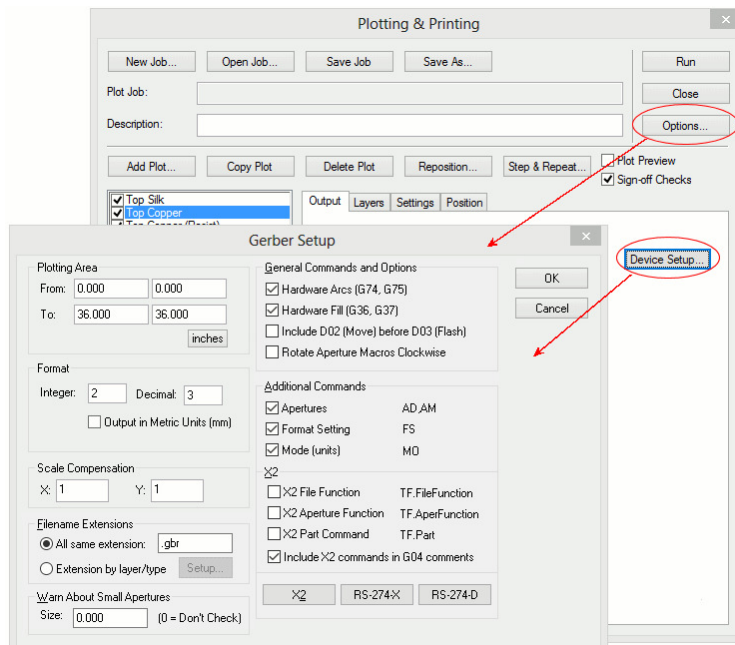 Plotting & Printing
New Job... Open Job... Save Job Save As... Run
Plot Job: Close
Description: Options...
Add Plot... Copy Plot Delete Plot Reposition... Step & Repeat... Plot Preview
Sign-off Checks
Top Silk
Top Copper
Top Copper (Resist)
Output Layers Settings Position
Device Setup...
Gerber Setup
Plotting Area
From: 0.000 0.000
To: 36.000 36.000
inches
Format
Integer: 2 Decimal: 3
Output in Metric Units (mm)
Scale Compensation
X: 1 Y: 1
Filename Extensions
All same extension: .gbr
Extension by layer/type Setup...
Warn About Small Apertures
Size: 0.000 (0 = Don't Check)
General Commands and Options
Hardware Arcs (G74, G75)
Hardware Fill (G36, G37)
Include D02 (Move) before D03 (Flash)
Rotate Aperture Macros Clockwise
Additional Commands
Apertures AD,AM
Format Setting FS
Mode (units) MO
X2
X2 File Function TF.FileFunction
X2 Aperture Function TF.AperFunction
X2 Part Command TF.Part
Include X2 commands in G04 comments
X2 RS-274-X RS-274-D
OK
Cancel